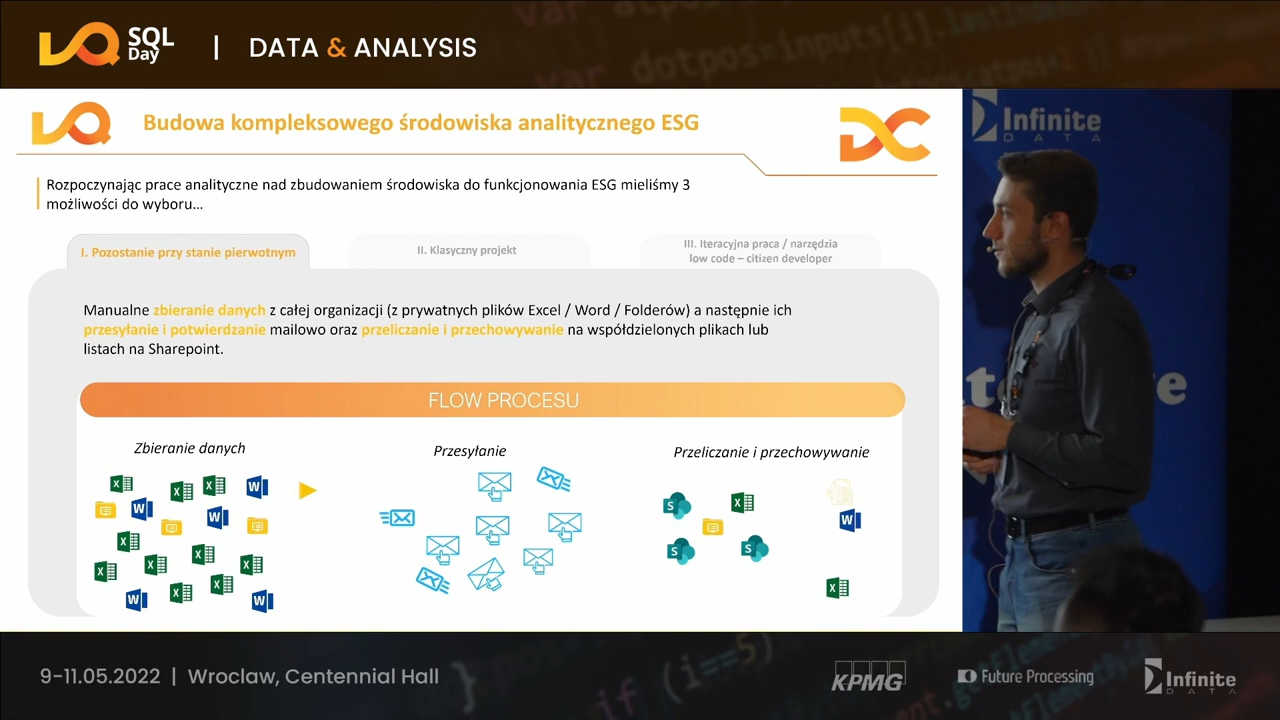 SQL
Day
| DATA & ANALYSIS
Budowa kompleksowego środowiska analitycznego ESG
Infinite
DATA
Rozpoczynając prace analityczne nad zbudowaniem środowiska do funkcjonowania ESG mieliśmy 3
możliwości do wyboru...
I. Pozostanie przy stanie pierwotnym
II. Klasyczny projekt
III. Iteracyjna praca / narzędzia
low code – citizen developer
Manualne zbieranie danych z całej organizacji (z prywatnych plików Excel / Word / Folderów) a następnie ich
przesyłanie i potwierdzanie mailowo oraz przeliczanie i przechowywanie na współdzielonych plikach lub
listach na Sharepoint.
FLOW PROCESU
Zbieranie danych
Przesyłanie
Przeliczanie i przechowywanie
9-11.05.2022 | Wroclaw, Centennial Hall
KPMG
Future Processing
Infinite
DATA